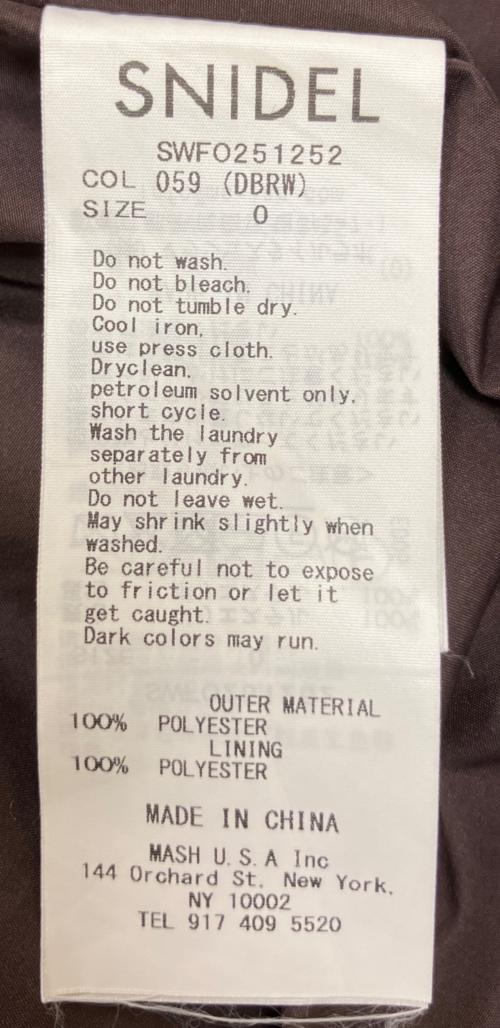 SNIDEL
SWFO251252
COL 059 (DBRW)
SIZE 0
Do not wash.
Do not bleach.
Do not tumble dry.
Cool iron,
use press cloth.
Dryclean.
petroleum solvent only.
short cycle.
Wash the laundry
separately from
other laundry.
Do not leave wet.
May shrink slightly when
washed.
Be careful not to expose
to friction or let it
get caught.
Dark colors may run.
OUTER MATERIAL
100% POLYESTER
LINING
100% POLYESTER
MADE IN CHINA
MASH U.S.A Inc
144 Orchard St. New York.
NY 10002
TEL 917 409 5520